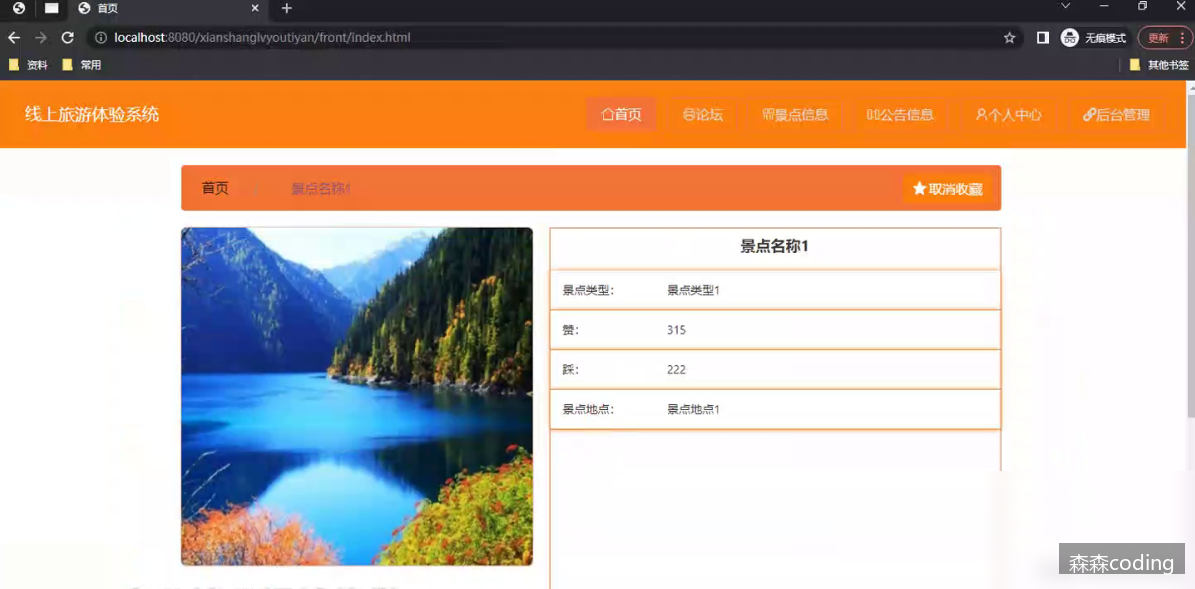 首页
localhost:8080/xianshanglvyoutiyan/front/index.html
无痕模式
更新
资料
常用
其他书签
线上旅游体验系统
首页
论坛
景点信息
公告信息
个人中心
后台管理
首页
景点名称1
取消收藏
景点名称1
景点类型: 景点类型1
赞: 315
踩: 222
景点地点: 景点地点1
森森coding